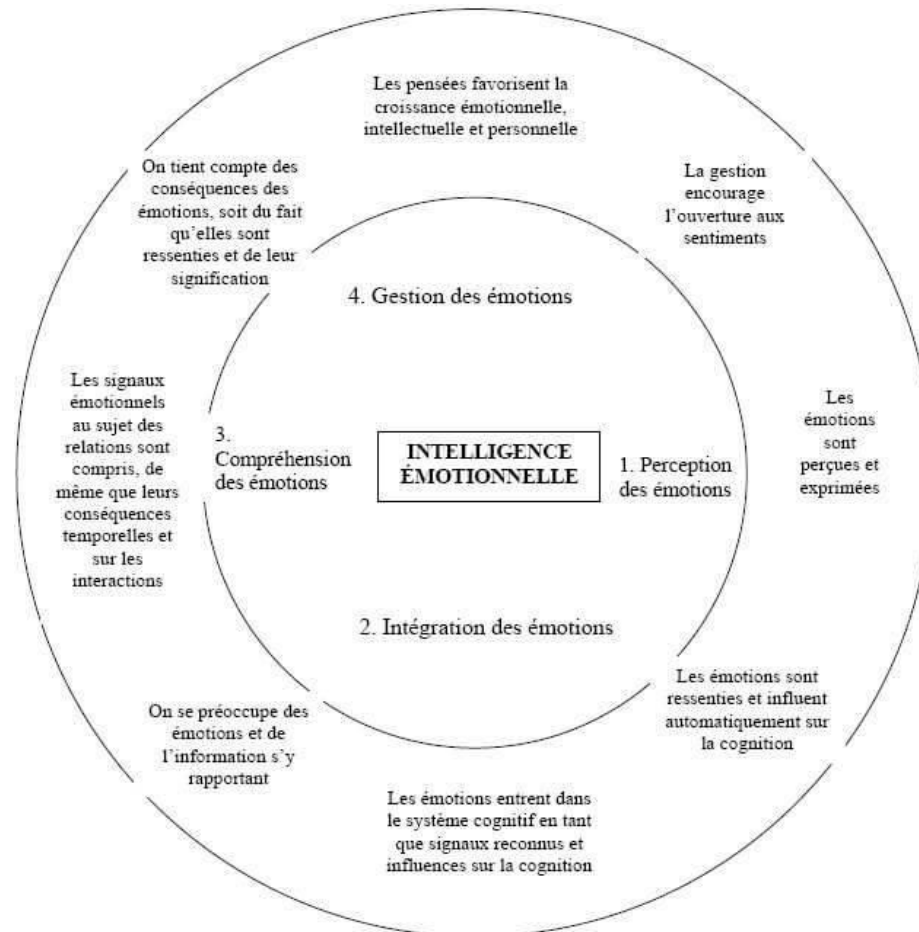 Les pensées favorisent la
croissance émotionnelle,
intellectuelle et personnelle
On tient compte des
conséquences des
émotions, soit du fait
qu'elles sont
ressenties et de leur
signification
La gestion
encourage
l'ouverture aux
sentiments
4. Gestion des émotions
Les signaux
émotionnels
au sujet des
relations sont
compris, de
même que leurs
conséquences
temporelles et
sur les
interactions
3.
Compréhension
des émotions
INTELLIGENCE
ÉMOTIONNELLE
1. Perception
des émotions
Les
émotions
sont
perçues et
exprimées
2. Intégration des émotions
Les émotions sont
ressenties et influent
automatiquement sur
la cognition
On se préoccupe des
émotions et de
l'information s'y
rapportant
Les émotions entrent dans
le système cognitif en tant
que signaux reconnus et
influences sur la cognition